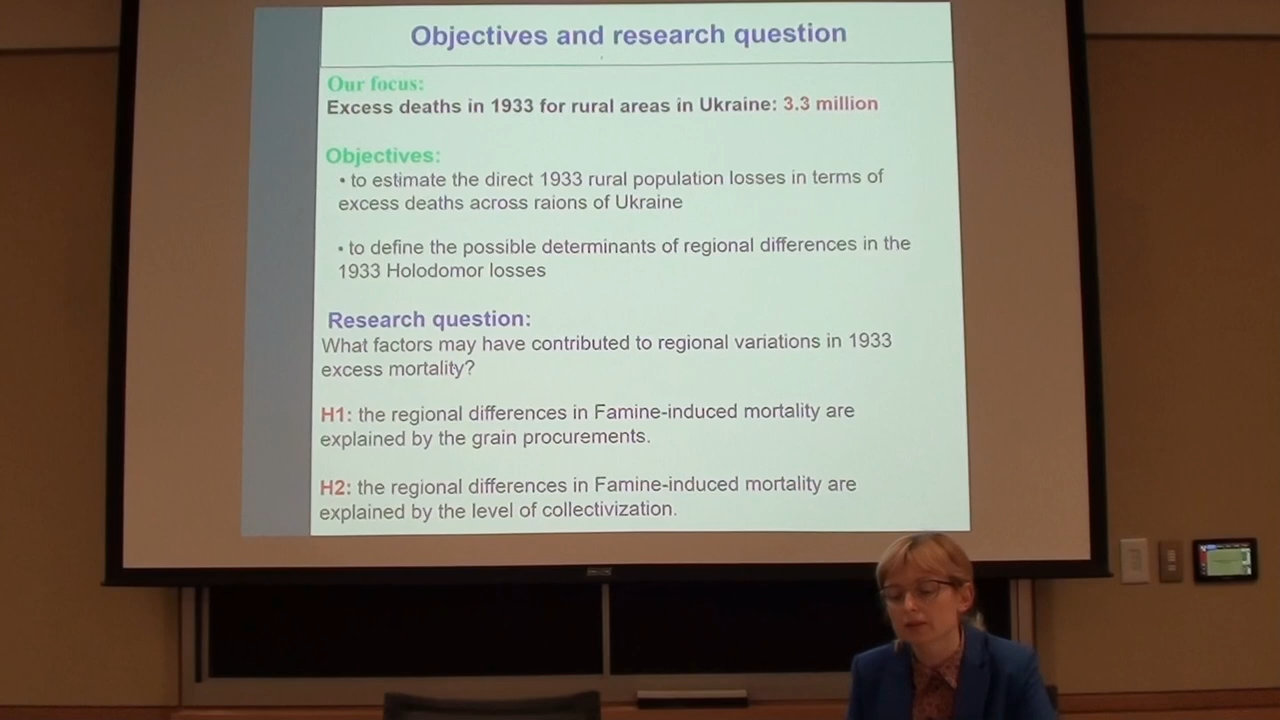 Objectives and research question
Our focus:
Excess deaths in 1933 for rural areas in Ukraine: 3.3 million
Objectives:
• to estimate the direct 1933 rural population losses in terms of
excess deaths across raions of Ukraine
• to define the possible determinants of regional differences in the
1933 Holodomor losses
Research question:
What factors may have contributed to regional variations in 1933
excess mortality?
H1: the regional differences in Famine-induced mortality are
explained by the grain procurements.
H2: the regional differences in Famine-induced mortality are
explained by the level of collectivization.